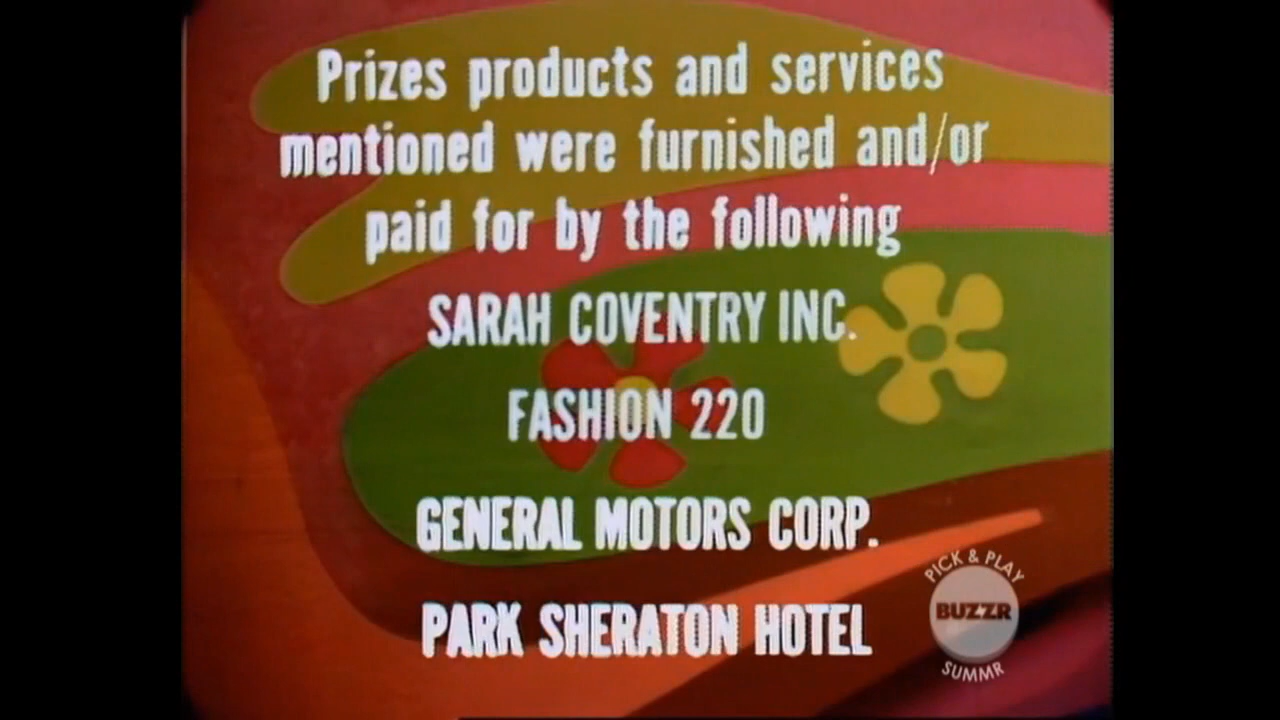 Prizes products and services
mentioned were furnished and/or
paid for by the following
SARAH COVENTRY INC.
FASHION 220
GENERAL MOTORS CORP.
PARK SHERATON HOTEL
PICK & PLAY
BUZZR
SUMMR